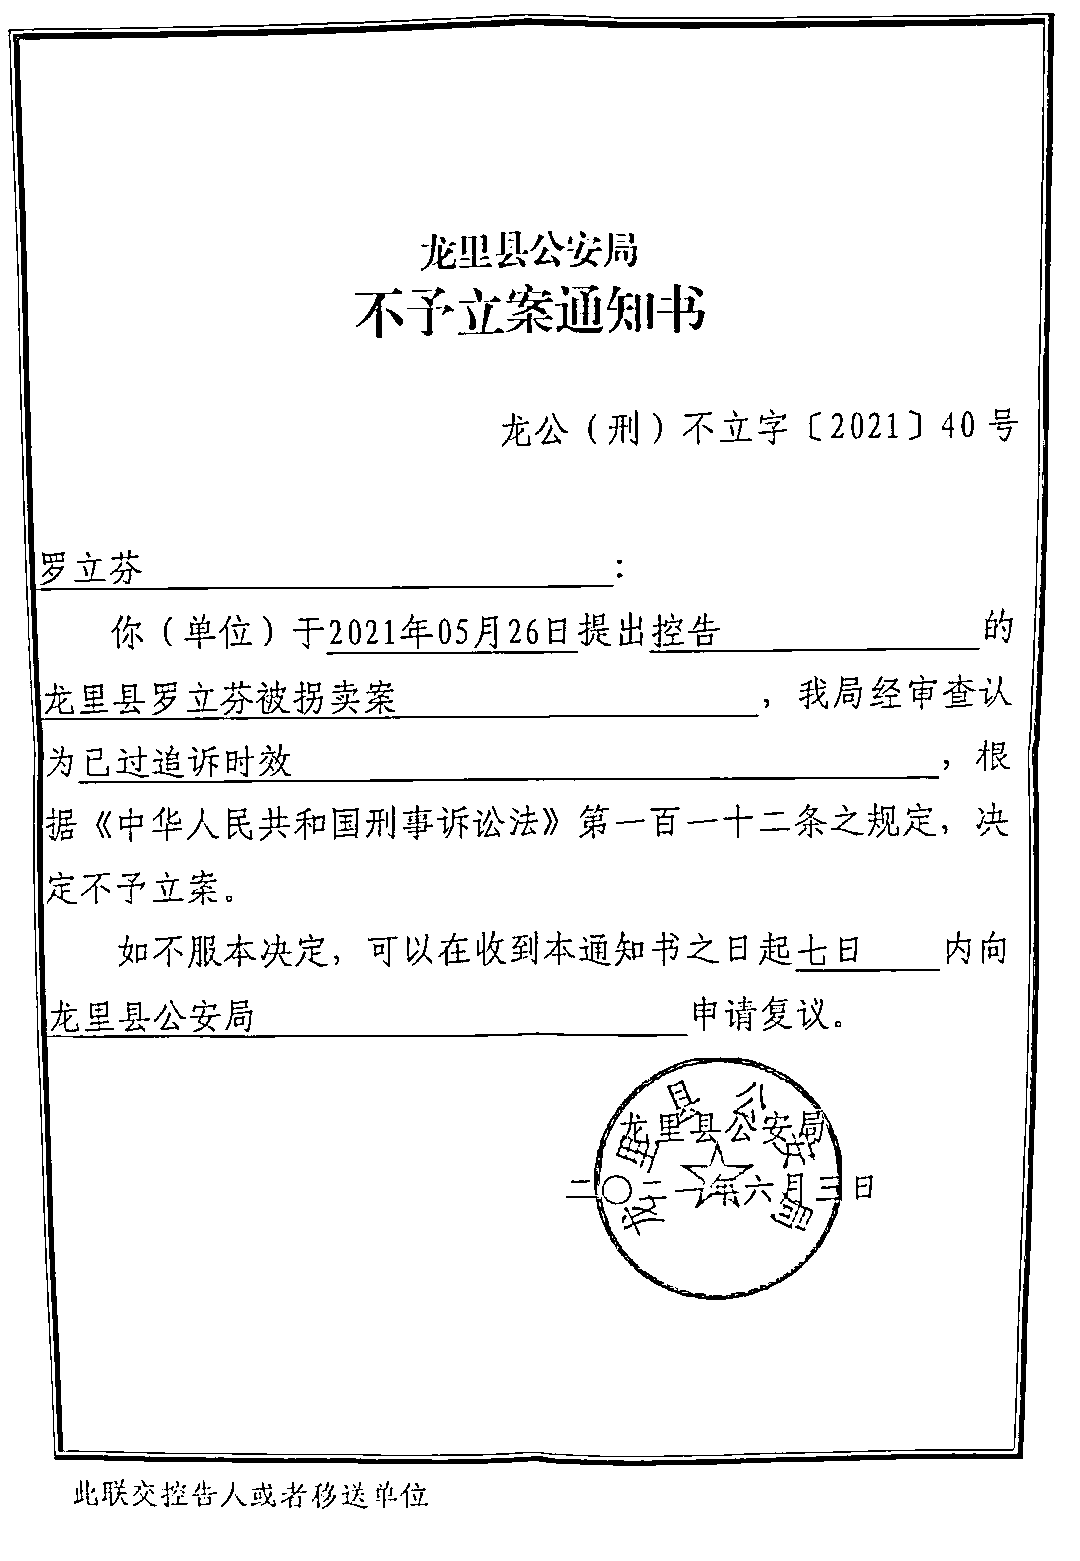 龙里县公安局
不予立案通知书
龙公（刑）不立字〔2021〕40号
罗立芬：
你（单位）于2021年05月26日提出控告的
龙里县罗立芬被拐卖案，我局经审查认
为已过追诉时效，根
据《中华人民共和国刑事诉讼法》第一百一十二条之规定，决
定不予立案。
如不服本决定，可以在收到本通知书之日起七日内向
龙里县公安局申请复议。
龙里县公安局
龙里县公安局
二〇二一年六月三日
此联交控告人或者移送单位